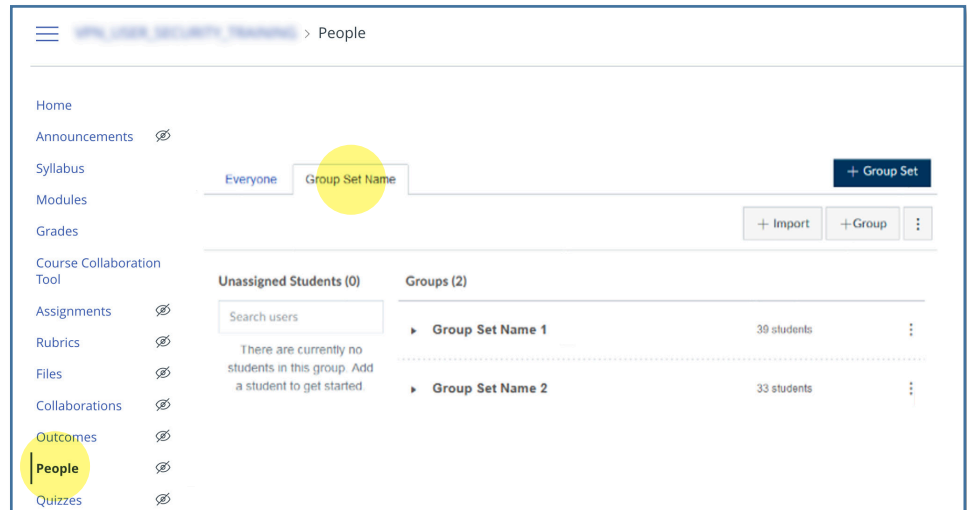 > People
Home
Announcements
Syllabus
Modules
Grades
Course Collaboration
Tool
Assignments
Rubrics
Files
Collaborations
Outcomes
People
Quizzes
Everyone
Group Set Name
+ Group Set
+ Import
+Group
Unassigned Students (0)
Search users
There are currently no
students in this group. Add
a student to get started
Groups (2)
Group Set Name 1
39 students
Group Set Name 2
33 students